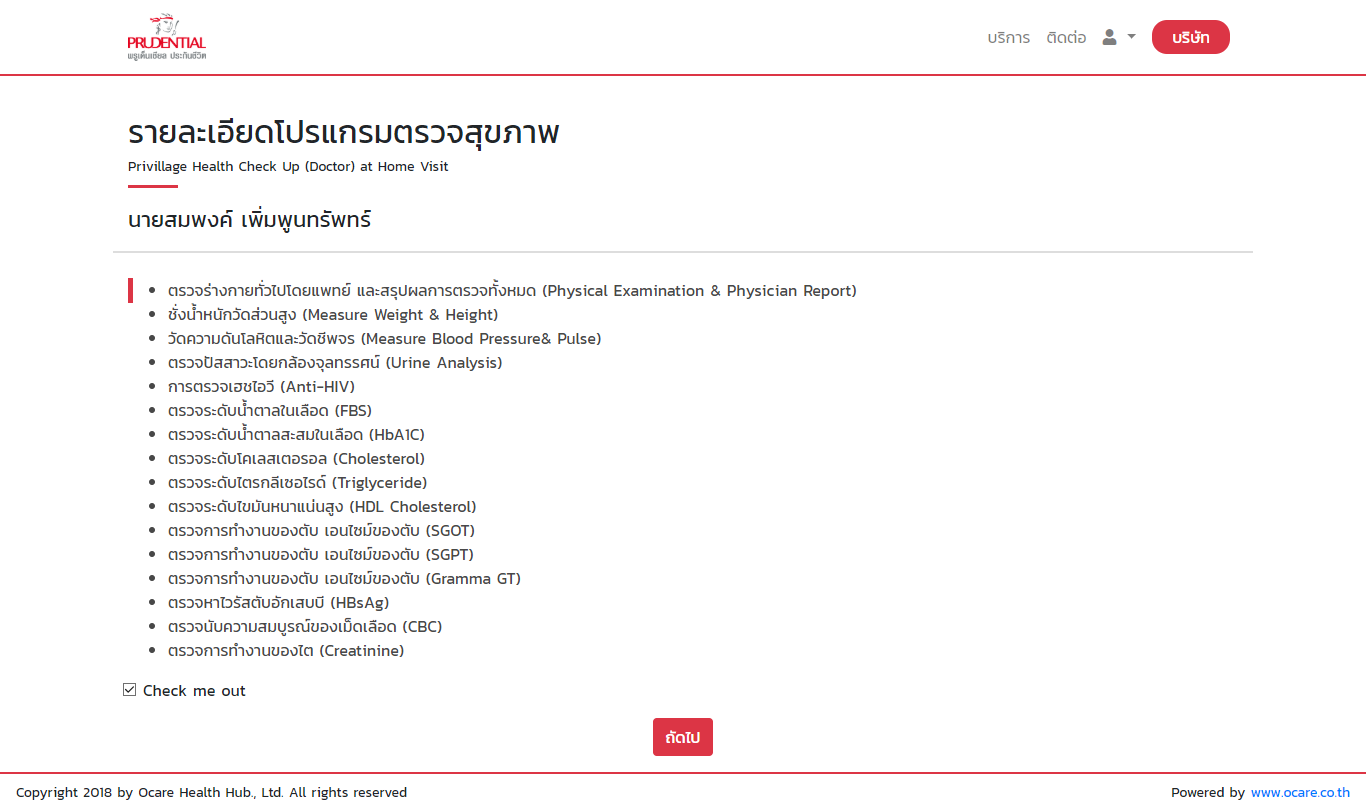 PRUDENTIAL
พรูเด็นเชียล ประกันชีวิต
บริการ ติดต่อ บริษัท
รายละเอียดโปรแกรมตรวจสุขภาพ
Privillage Health Check Up (Doctor) at Home Visit
นายสมพงค์ เพิ่มพูนทรัพทร์
ตรวจร่างกายทั่วไปโดยแพทย์ และสรุปผลการตรวจทั้งหมด (Physical Examination & Physician Report)
ชั่งน้ำหนักวัดส่วนสูง (Measure Weight & Height)
วัดความดันโลหิตและวัดชีพจร (Measure Blood Pressure& Pulse)
ตรวจปัสสาวะโดยกล้องจุลทรรศน์ (Urine Analysis)
การตรวจเฮชไอวี (Anti-HIV)
ตรวจระดับน้ำตาลในเลือด (FBS)
ตรวจระดับน้ำตาลสะสมในเลือด (HbA1C)
ตรวจระดับโคเลสเตอรอล (Cholesterol)
ตรวจระดับไตรกลีเซอไรด์ (Triglyceride)
ตรวจระดับไขมันหนาแน่นสูง (HDL Cholesterol)
ตรวจการทำงานของตับ เอนไซม์ของตับ (SGOT)
ตรวจการทำงานของตับ เอนไซม์ของตับ (SGPT)
ตรวจการทำงานของตับ เอนไซม์ของตับ (Gramma GT)
ตรวจหาไวรัสตับอักเสบบี (HBsAg)
ตรวจนับความสมบูรณ์ของเม็ดเลือด (CBC)
ตรวจการทำงานของไต (Creatinine)
Check me out
ถัดไป
Copyright 2018 by Ocare Health Hub., Ltd. All rights reserved
Powered by www.ocare.co.th